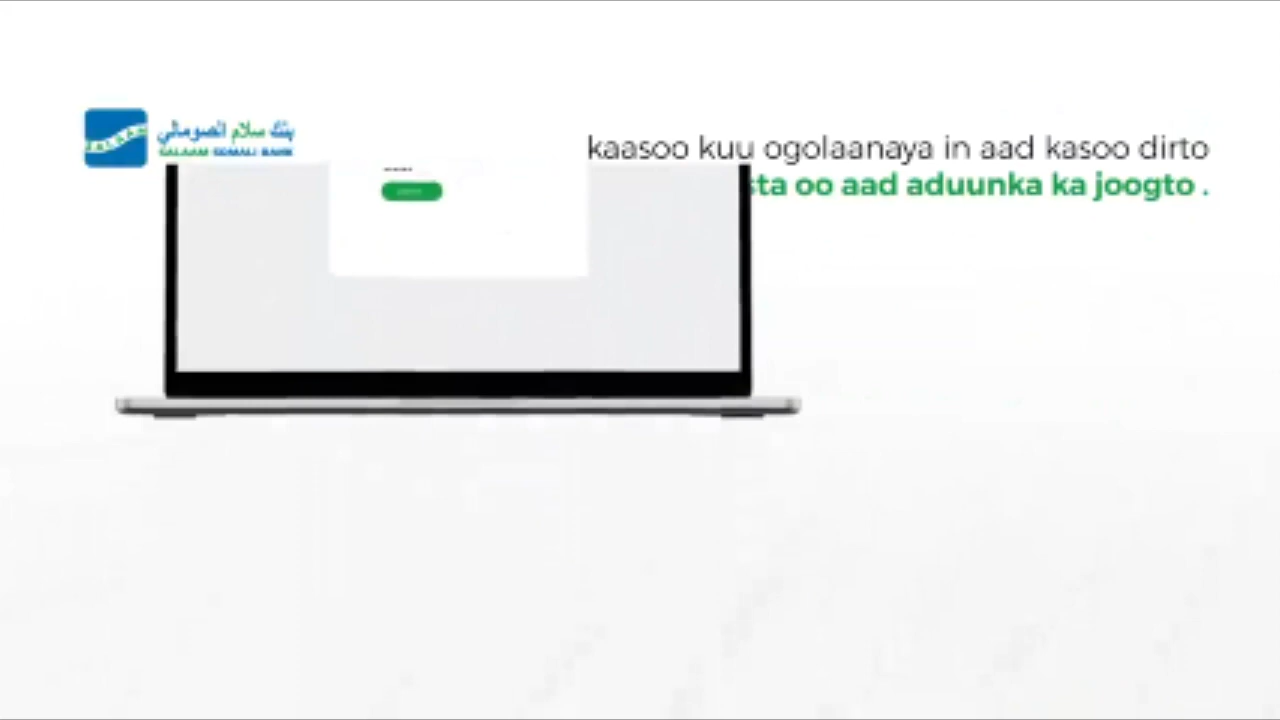 SALAAM
بنك سلام الصومالي
SALAAM SOMALI BANK
kaasoo kuu ogolaanaya in aad kasoo dirto
sta oo aad aduunka ka joogto .